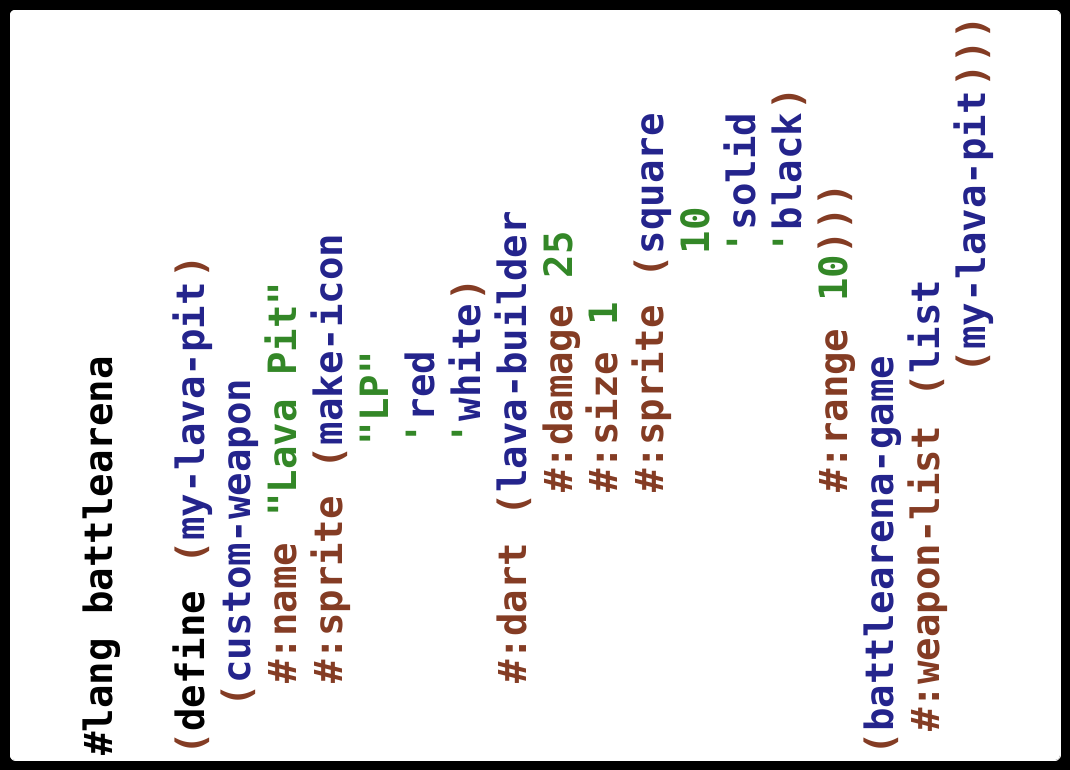 #lang battlearena

(define (my-lava-pit)
  (custom-weapon
   #:name "Lava Pit"
   #:sprite (make-icon
             "LP"
             'red
             'white)
   #:dart (lava-builder
           #:damage 25
           #:size 1
           #:sprite (square
                     10
                     'solid
                     'black)
           #:range 10)))
(battlearena-game
 #:weapon-list (list
                (my-lava-pit)))